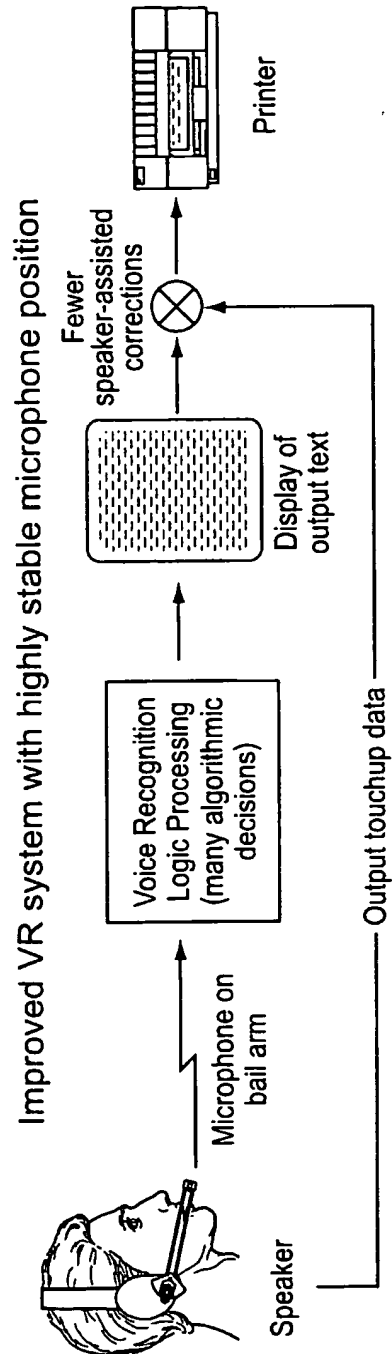 Improved VR system with highly stable microphone position
Speaker
Microphone on
bail arm
Voice Recognition
Logic Processing
(many algorithmic
decisions)
Display of
output text
Fewer
speaker-assisted
corrections
Printer
Output touchup data